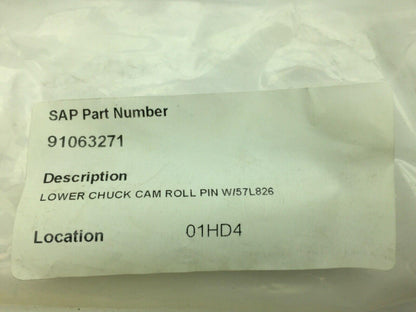 SAP Part Number
91063271
Description
LOWER CHUCK CAM ROLL PIN W/57L826
Location 01HD4